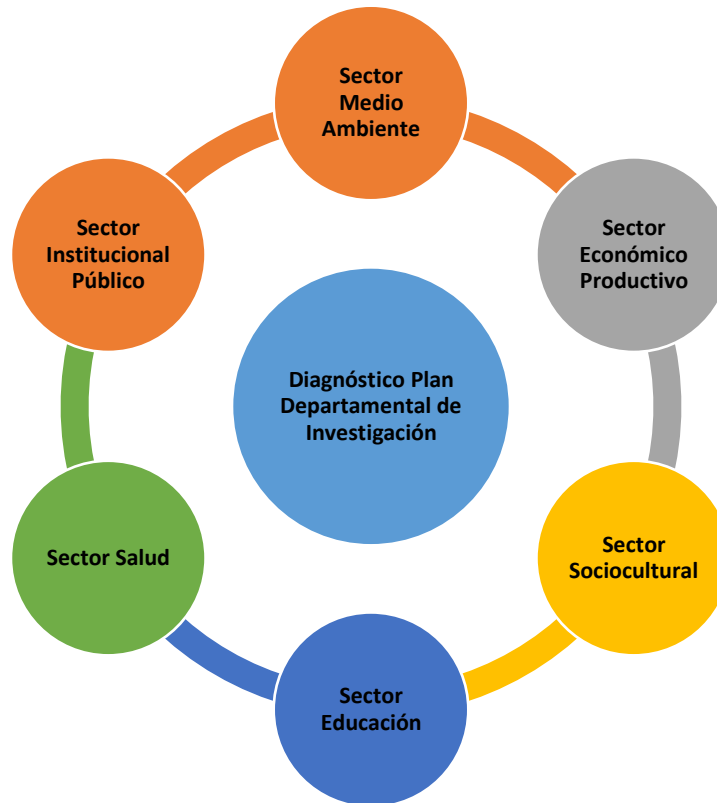 Sector
Medio
Ambiente
Sector
Económico
Productivo
Sector
Sociocultural
Sector
Educación
Sector Salud
Sector
Institucional
Público
Diagnóstico Plan
Departamental de
Investigación